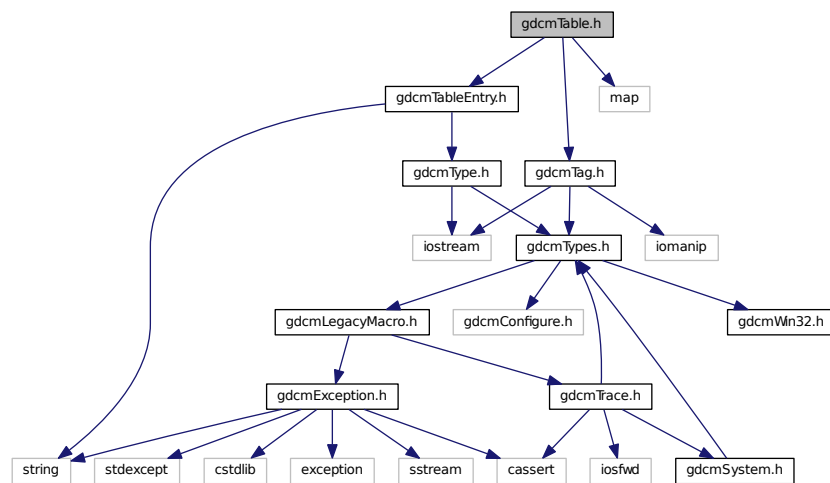 gdcmTable.h
gdcmTableEntry.h
map
gdcmType.h
gdcmTag.h
iostream
gdcmTypes.h
iomanip
gdcmLegacyMacro.h
gdcmConfigure.h
gdcmWin32.h
gdcmException.h
gdcmTrace.h
string
stdexcept
cstdlib
exception
sstream
cassert
iosfwd
gdcmSystem.h